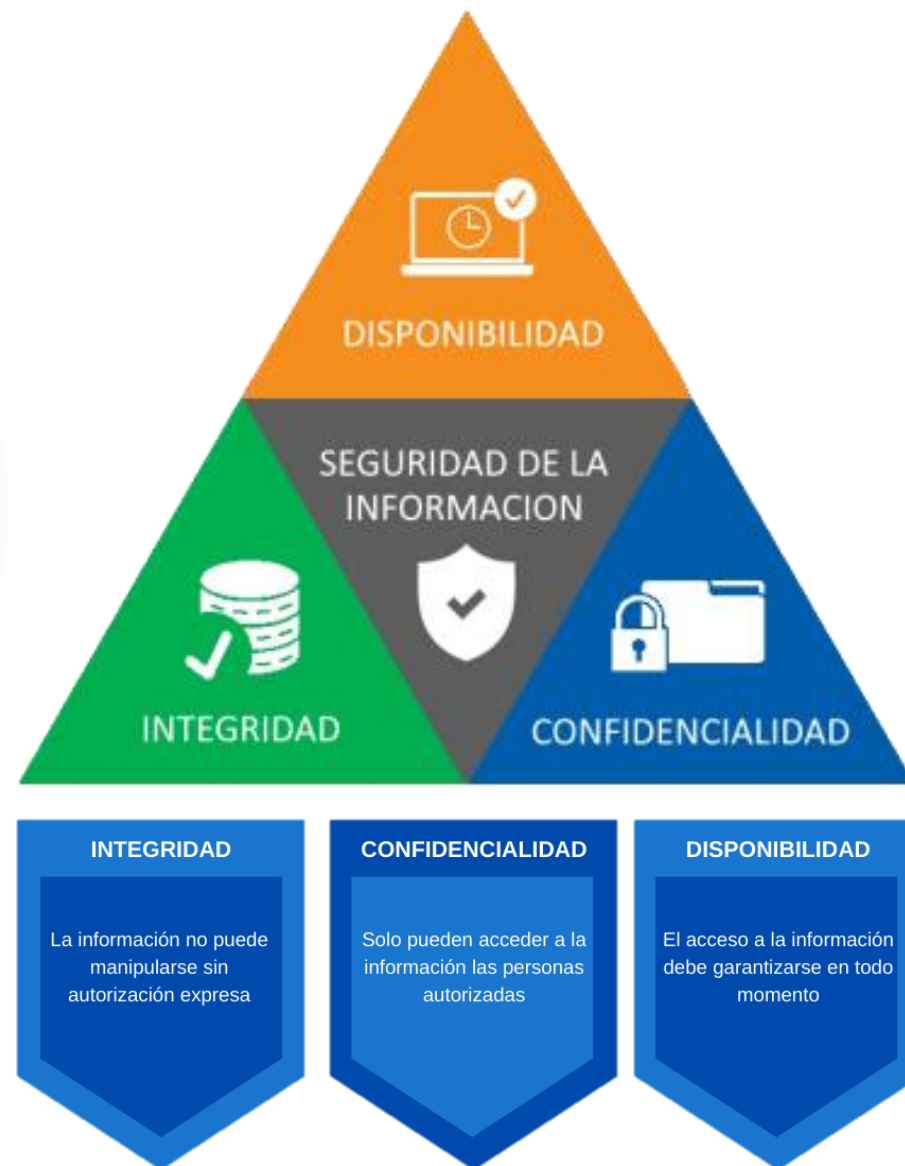 DISPONIBILIDAD
SEGURIDAD DE LA
INFORMACION
INTEGRIDAD
CONFIDENCIALIDAD
INTEGRIDAD
La información no puede
manipularse sin
autorización expresa
CONFIDENCIALIDAD
Solo pueden acceder a la
información las personas
autorizadas
DISPONIBILIDAD
El acceso a la información
debe garantizarse en todo
momento